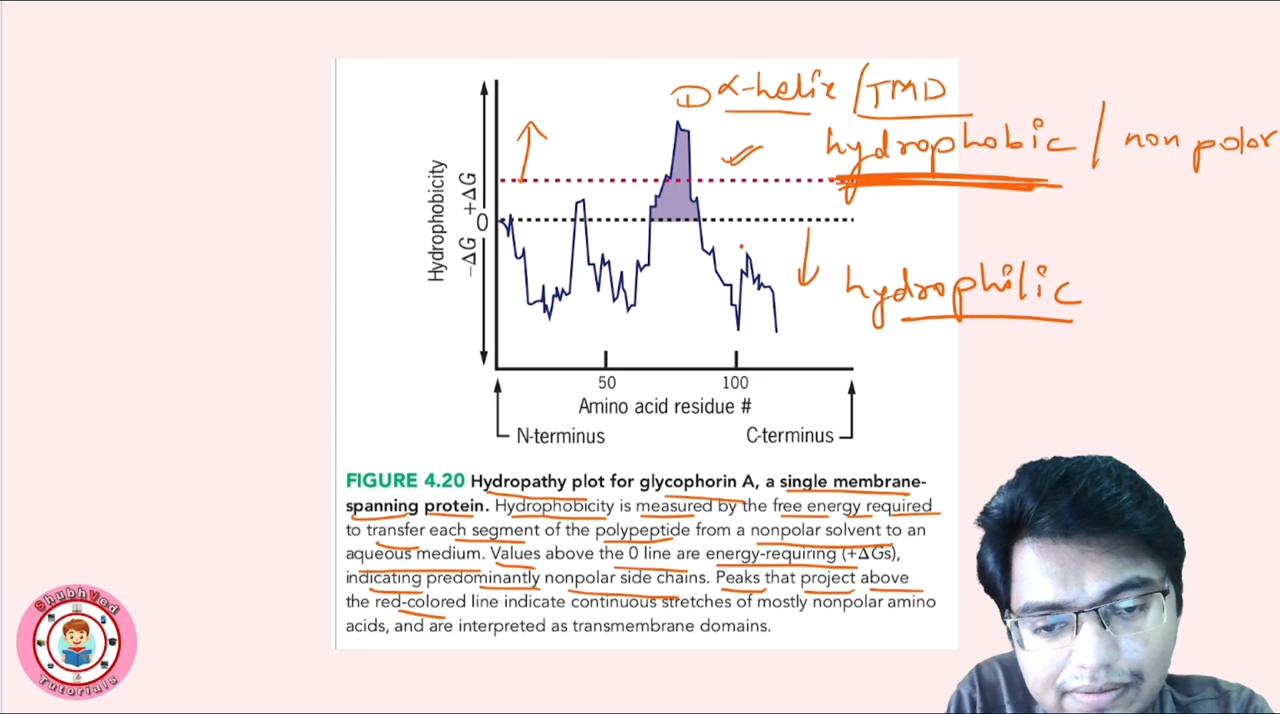 ① α-helix / TMD
hydrophobic / non polar
hydrophilic
Hydrophobicity
-ΔG 0 +ΔG
50 100
Amino acid residue #
N-terminus C-terminus
FIGURE 4.20 Hydropathy plot for glycophorin A, a single membrane-
spanning protein. Hydrophobicity is measured by the free energy required
to transfer each segment of the polypeptide from a nonpolar solvent to an
aqueous medium. Values above the 0 line are energy-requiring (+ΔGs),
indicating predominantly nonpolar side chains. Peaks that project above
the red-colored line indicate continuous stretches of mostly nonpolar amino
acids, and are interpreted as transmembrane domains.
ShubhVed
Tutorials